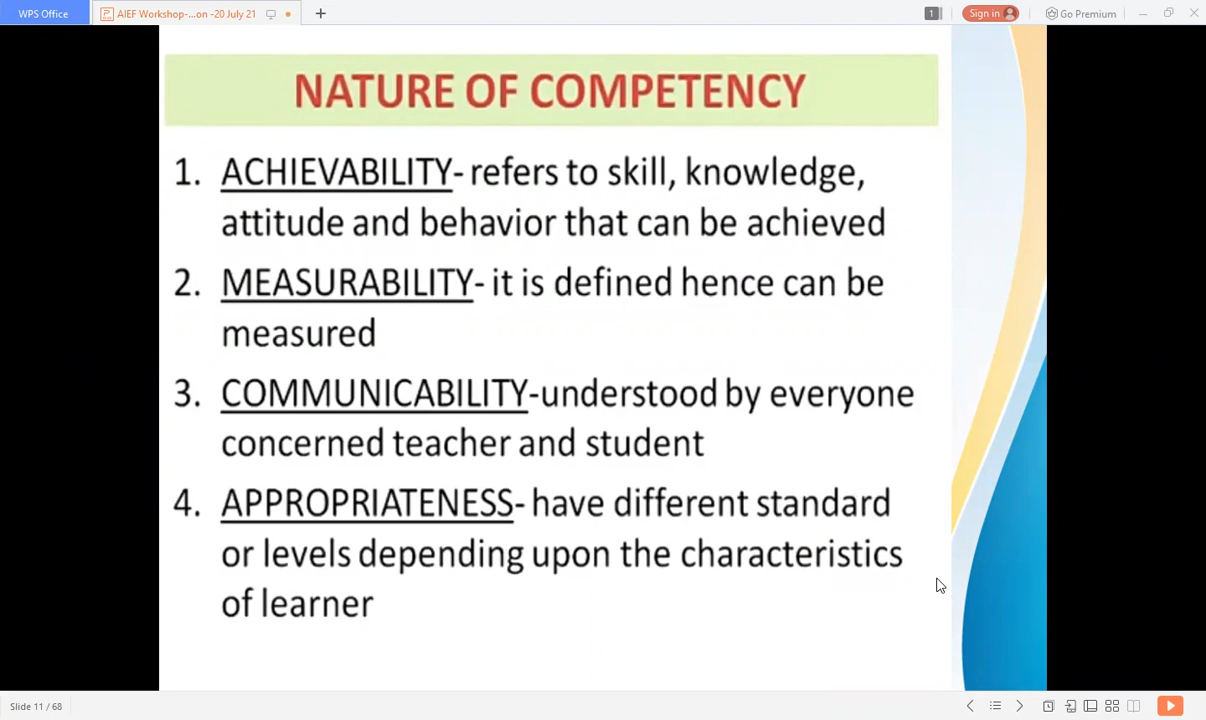 WPS Office
AIEF Workshop-...on -20 July 21
1
Sign in
Go Premium
NATURE OF COMPETENCY
1. ACHIEVABILITY- refers to skill, knowledge,
attitude and behavior that can be achieved
2. MEASURABILITY- it is defined hence can be
measured
3. COMMUNICABILITY-understood by everyone
concerned teacher and student
4. APPROPRIATENESS- have different standard
or levels depending upon the characteristics
of learner
Slide 11 / 68